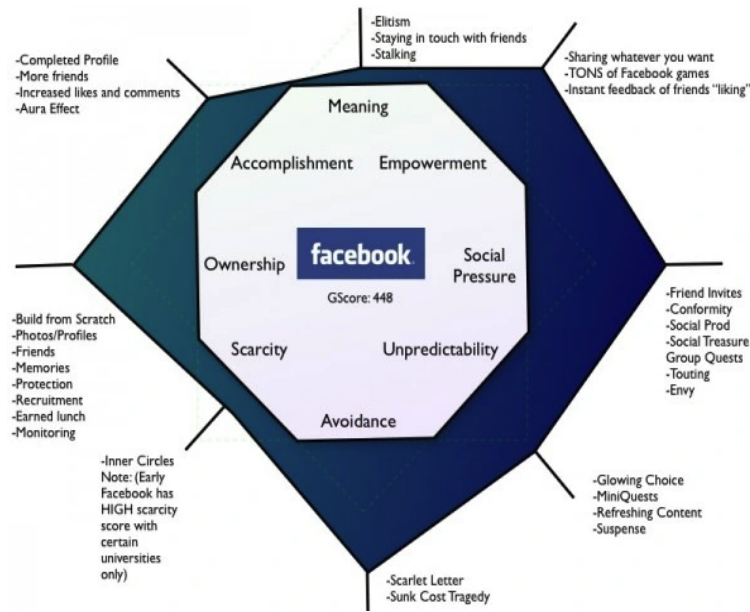 -Elitism
-Staying in touch with friends
-Stalking
-Completed Profile
-More friends
-Increased likes and comments
-Aura Effect
-Sharing whatever you want
-TONS of Facebook games
-Instant feedback of friends "liking"
Meaning
Accomplishment
Empowerment
Ownership
facebook.
Social
Pressure
GScore: 448
Scarcity
Unpredictability
Avoidance
-Build from Scratch
-Photos/Profiles
-Friends
-Memories
-Protection
-Recruitment
-Earned lunch
-Monitoring
-Friend Invites
-Conformity
-Social Prod
-Social Treasure
Group Quests
-Touting
-Envy
-Inner Circles
Note: (Early
Facebook has
HIGH scarcity
score with
certain
universities
only)
-Glowing Choice
-MiniQuests
-Refreshing Content
-Suspense
-Scarlet Letter
-Sunk Cost Tragedy